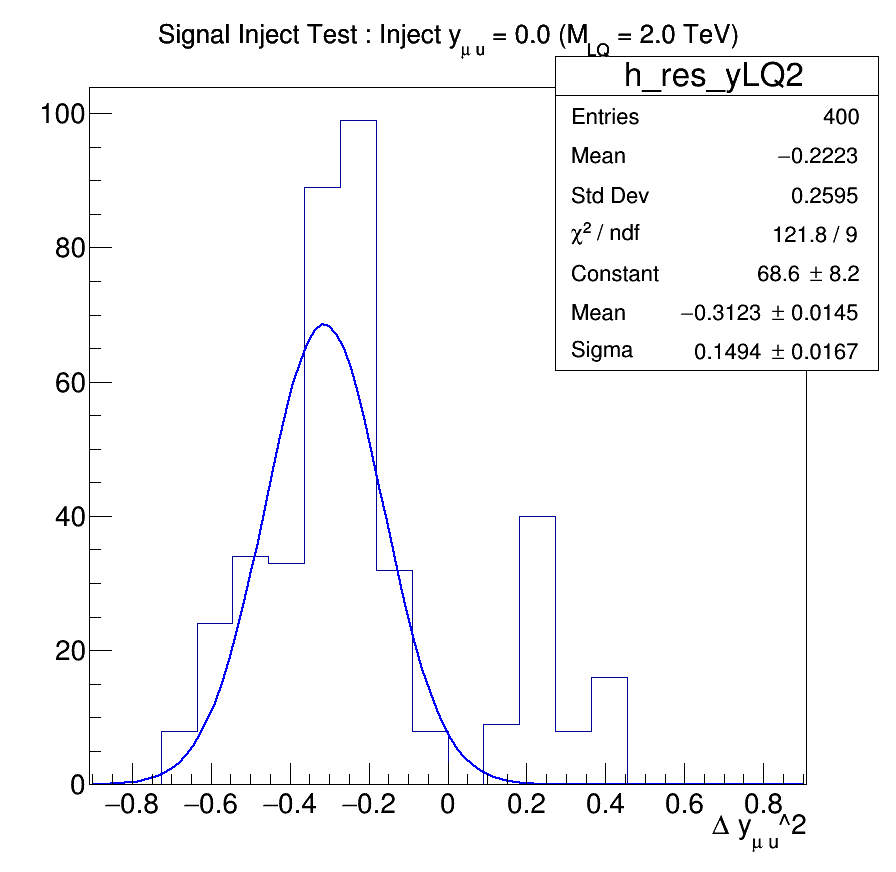 Signal Inject Test : Inject y_μ u = 0.0 (M_LQ = 2.0 TeV)
h_res_yLQ2
Entries 400
Mean −0.2223
Std Dev 0.2595
χ² / ndf 121.8 / 9
Constant 68.6 ± 8.2
Mean −0.3123 ± 0.0145
Sigma 0.1494 ± 0.0167
100
80
60
40
20
0
−0.8 −0.6 −0.4 −0.2 0 0.2 0.4 0.6 0.8
Δ y_μ u^2